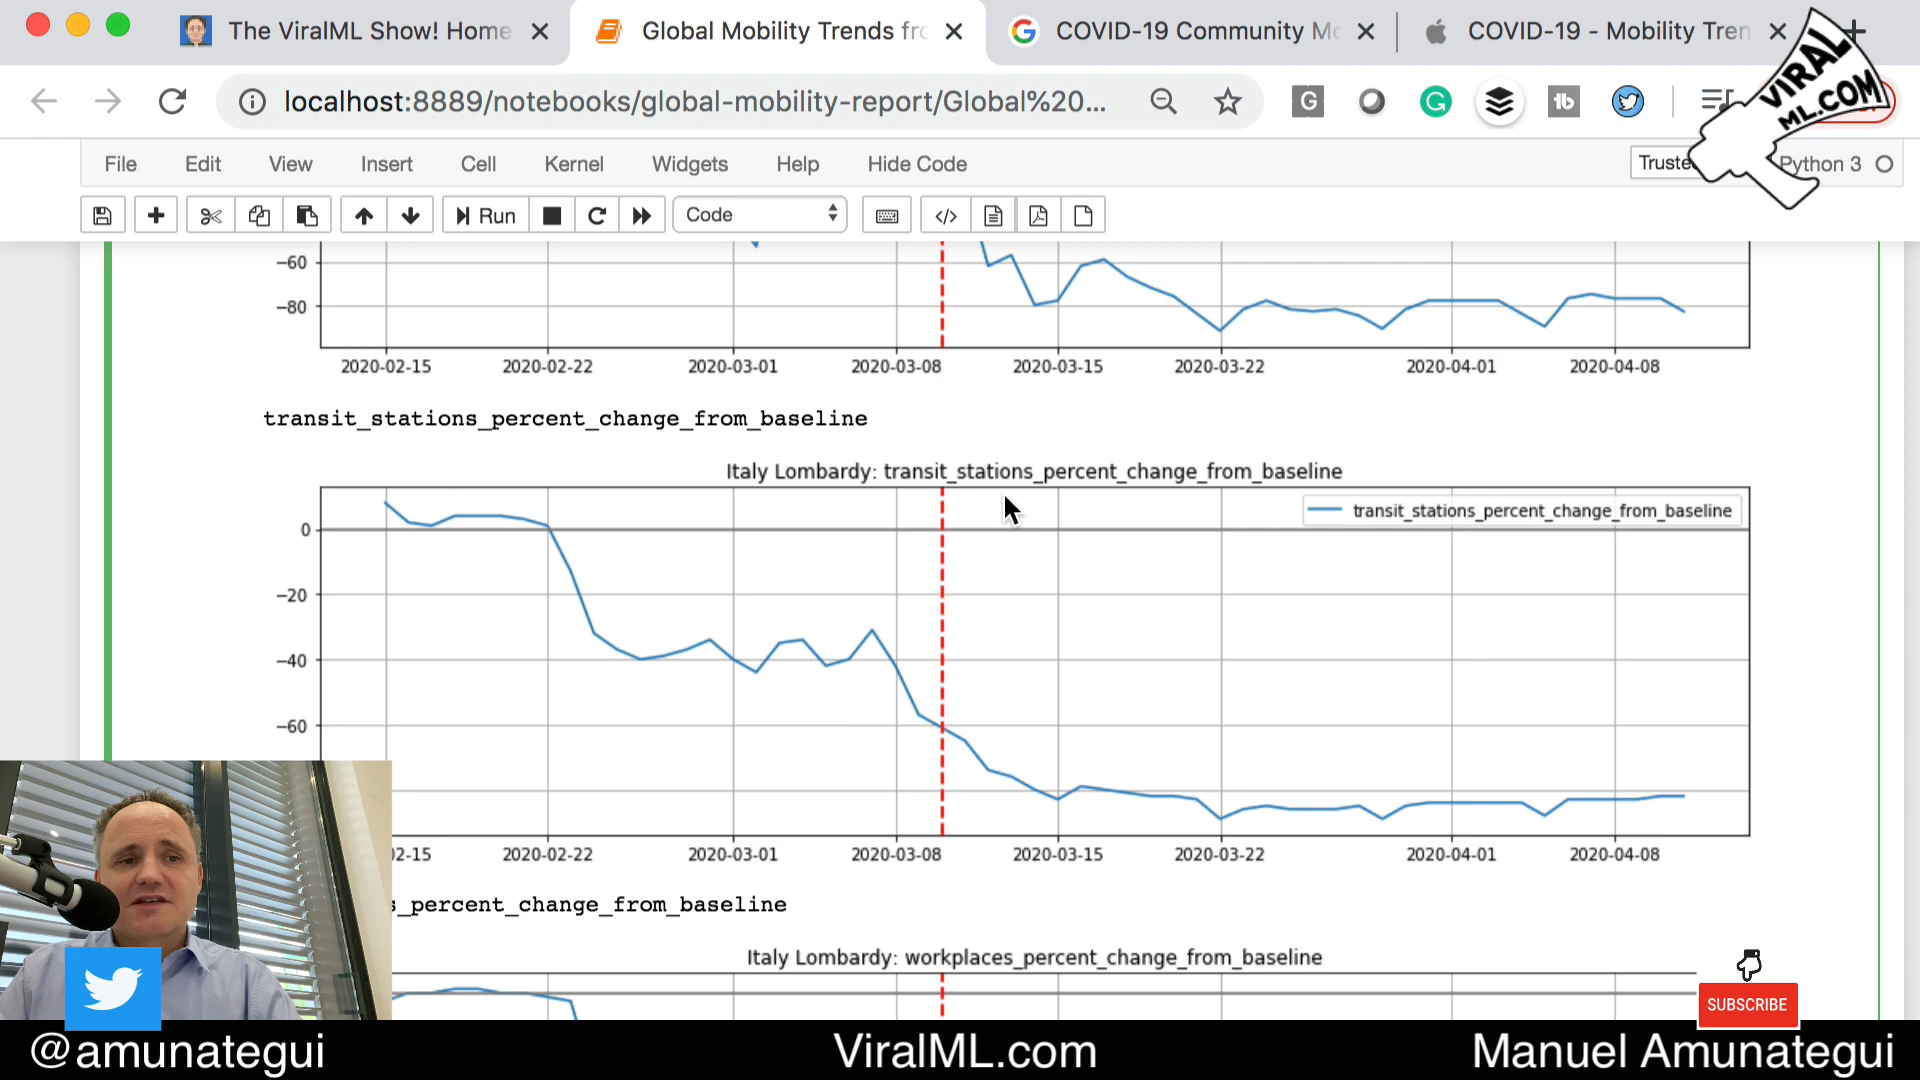 The ViralML Show! Home
Global Mobility Trends fro
COVID-19 Community Mo
COVID-19 - Mobility Tren
localhost:8889/notebooks/global-mobility-report/Global%20...
VIRAL
ML.COM
File Edit View Insert Cell Kernel Widgets Help Hide Code
Truste
Python 3
Run
Code
−60
−80
2020-02-15 2020-02-22 2020-03-01 2020-03-08 2020-03-15 2020-03-22 2020-04-01 2020-04-08
transit_stations_percent_change_from_baseline
Italy Lombardy: transit_stations_percent_change_from_baseline
transit_stations_percent_change_from_baseline
0
−20
−40
−60
02-15 2020-02-22 2020-03-01 2020-03-08 2020-03-15 2020-03-22 2020-04-01 2020-04-08
s_percent_change_from_baseline
Italy Lombardy: workplaces_percent_change_from_baseline
SUBSCRIBE
@amunategui
ViralML.com
Manuel Amunategui